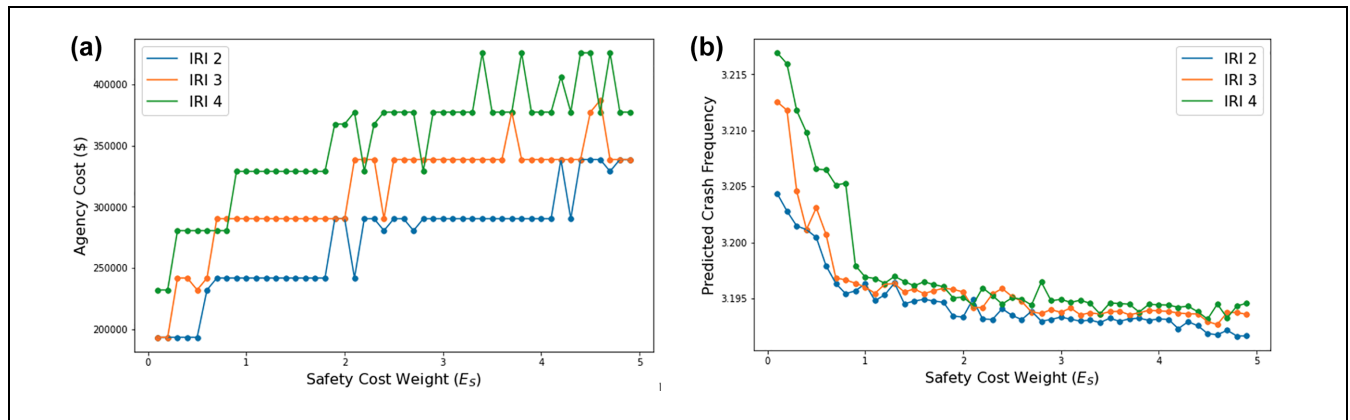 (a)
IRI 2
IRI 3
IRI 4
Agency Cost ($)
400000
350000
300000
250000
200000
0 1 2 3 4 5
Safety Cost Weight (E_S)
(b)
IRI 2
IRI 3
IRI 4
Predicted Crash Frequency
3.215
3.210
3.205
3.200
3.195
0 1 2 3 4 5
Safety Cost Weight (E_S)